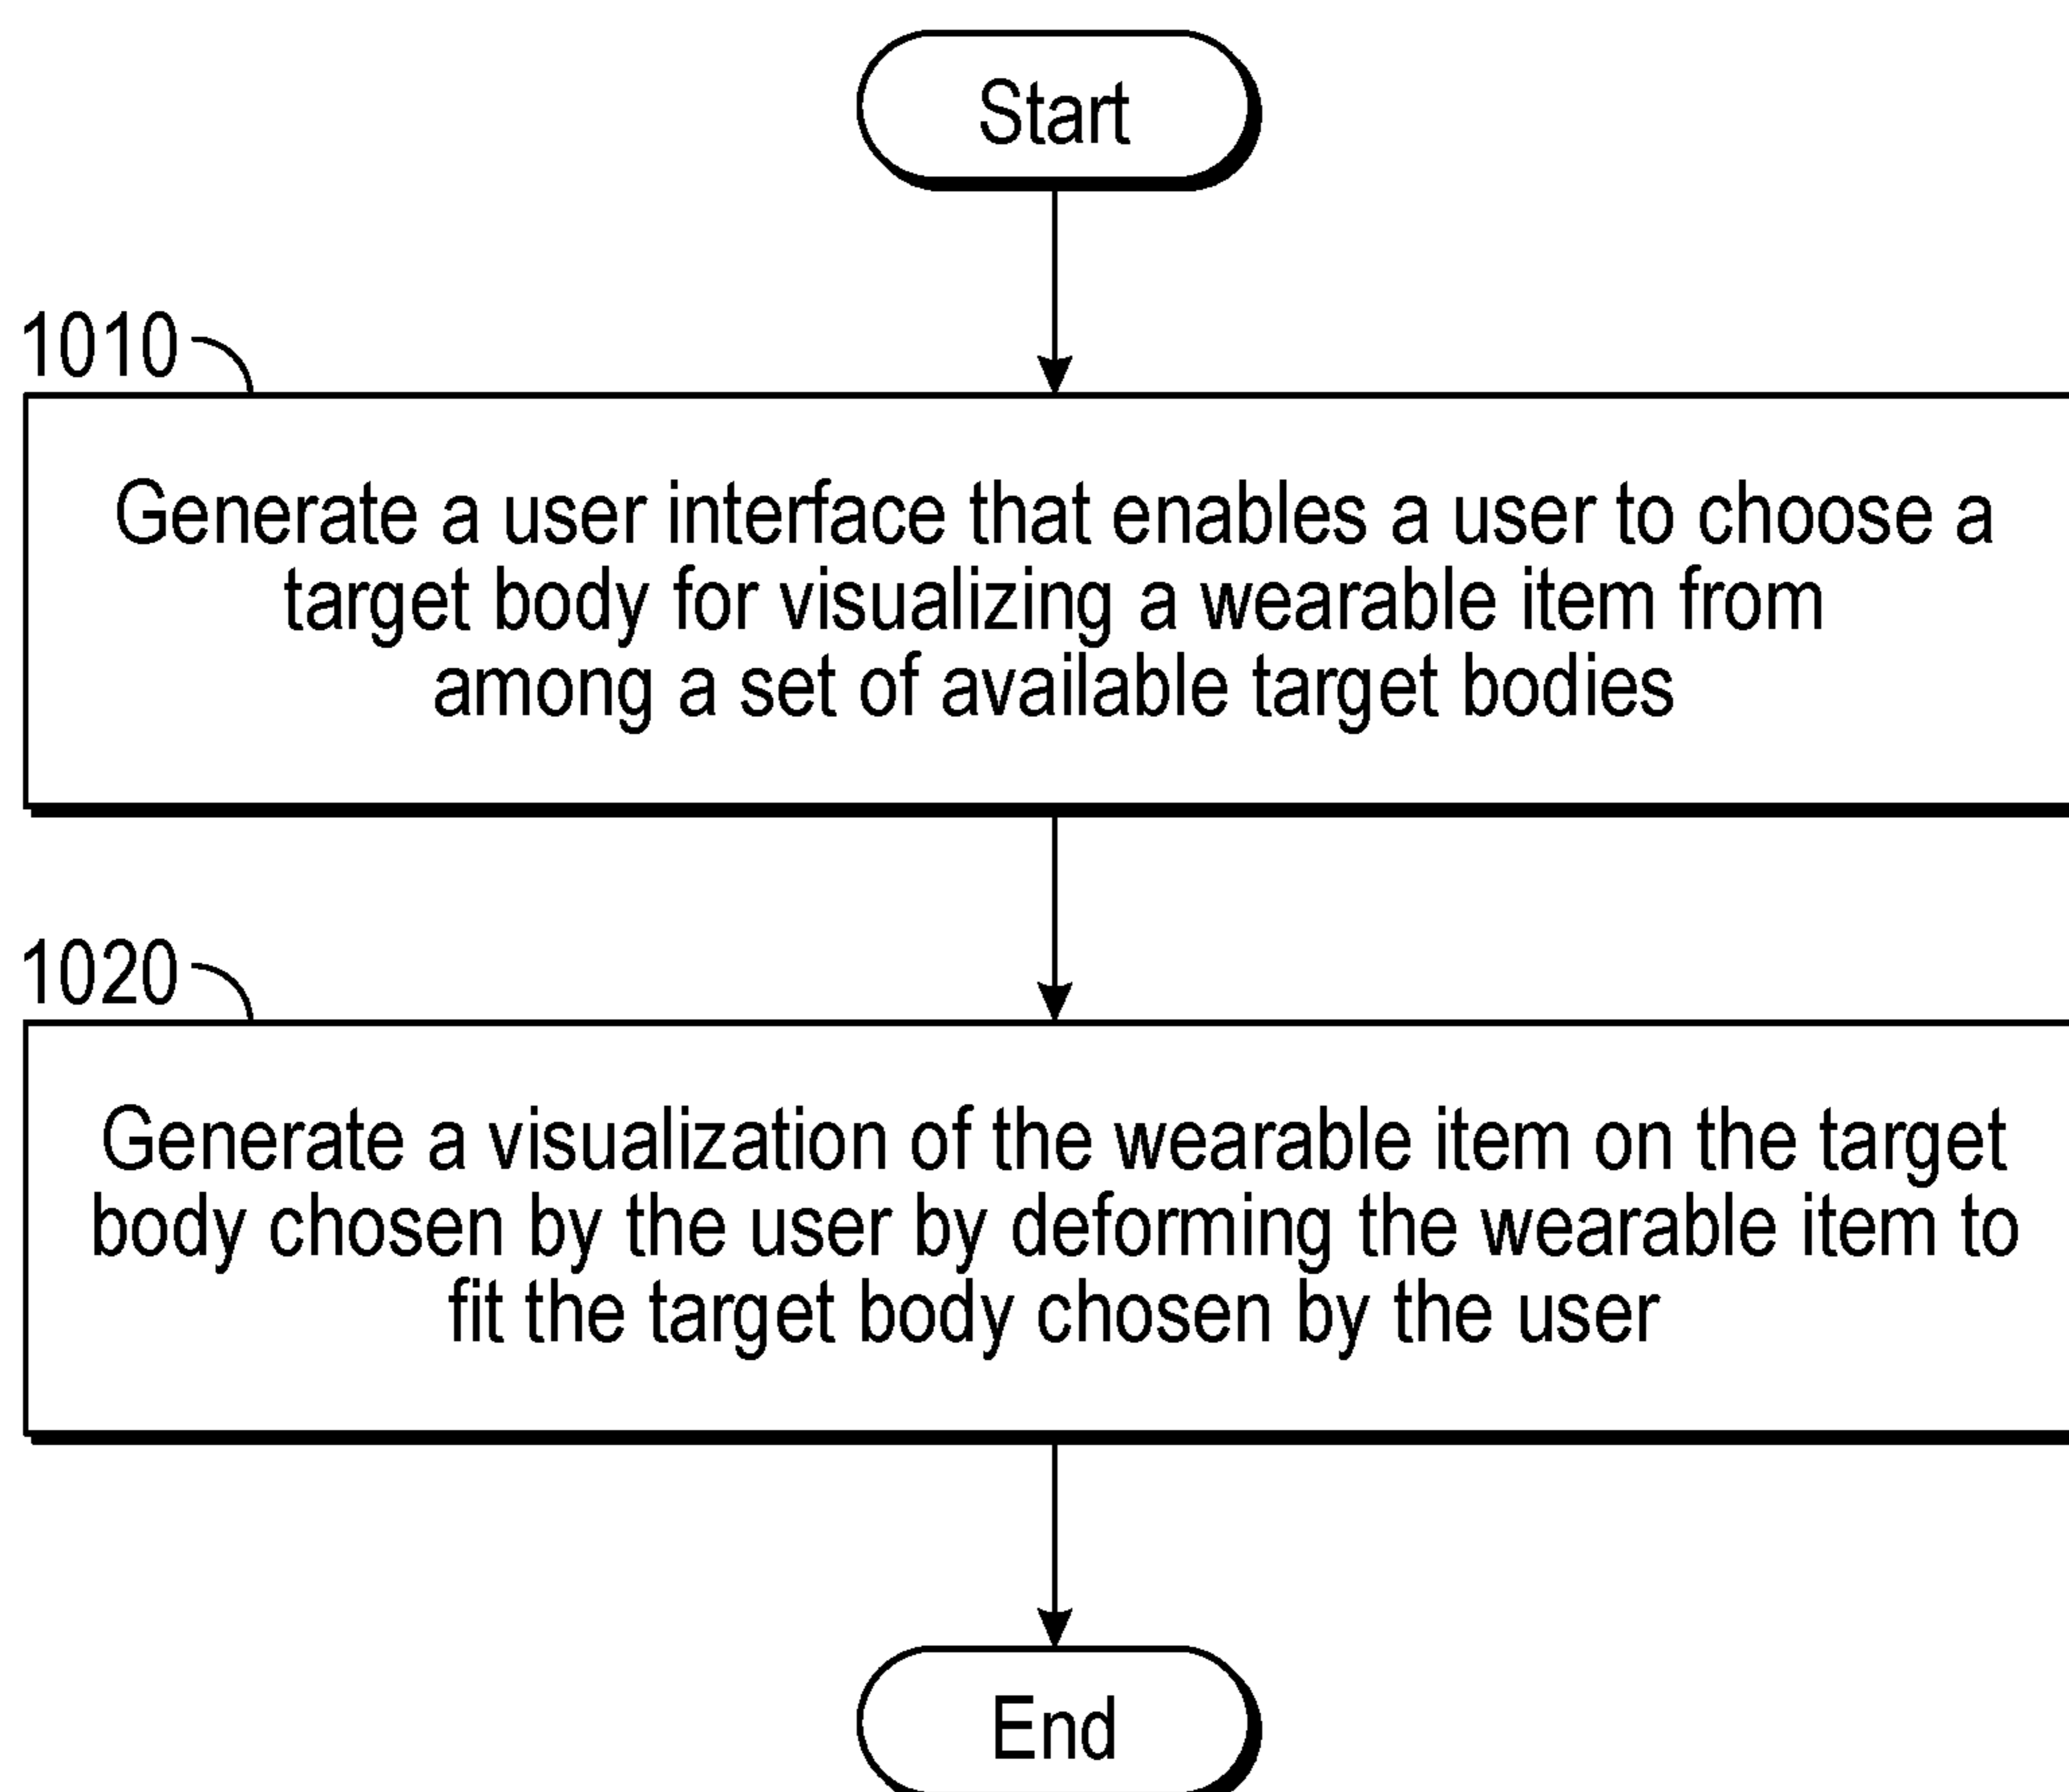 Start
1010
Generate a user interface that enables a user to choose a
target body for visualizing a wearable item from
among a set of available target bodies
1020
Generate a visualization of the wearable item on the target
body chosen by the user by deforming the wearable item to
fit the target body chosen by the user
End